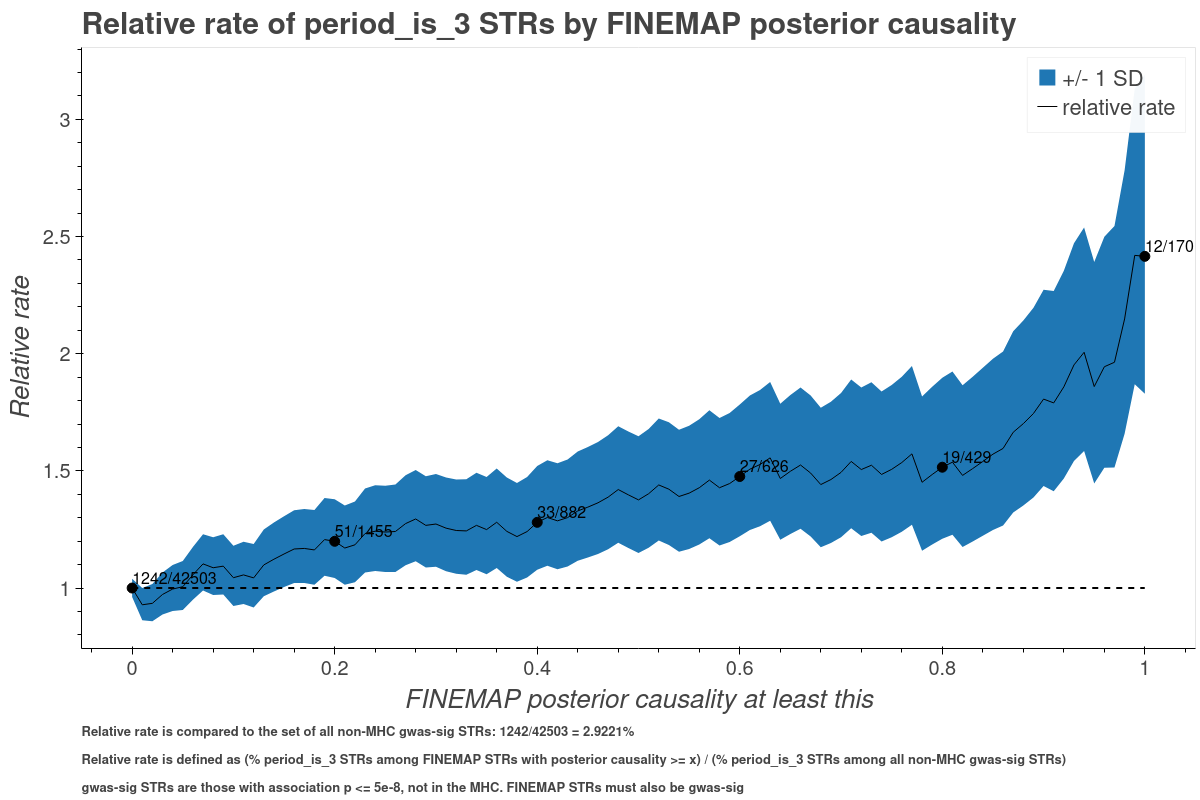 Relative rate of period_is_3 STRs by FINEMAP posterior causality
+/- 1 SD
relative rate
3
2.5
2
1.5
1
Relative rate
12/170
19/429
27/626
33/882
51/1455
1242/42503
0
0.2
0.4
0.6
0.8
1
FINEMAP posterior causality at least this
Relative rate is compared to the set of all non-MHC gwas-sig STRs: 1242/42503 = 2.9221%
Relative rate is defined as (% period_is_3 STRs among FINEMAP STRs with posterior causality >= x) / (% period_is_3 STRs among all non-MHC gwas-sig STRs)
gwas-sig STRs are those with association p <= 5e-8, not in the MHC. FINEMAP STRs must also be gwas-sig